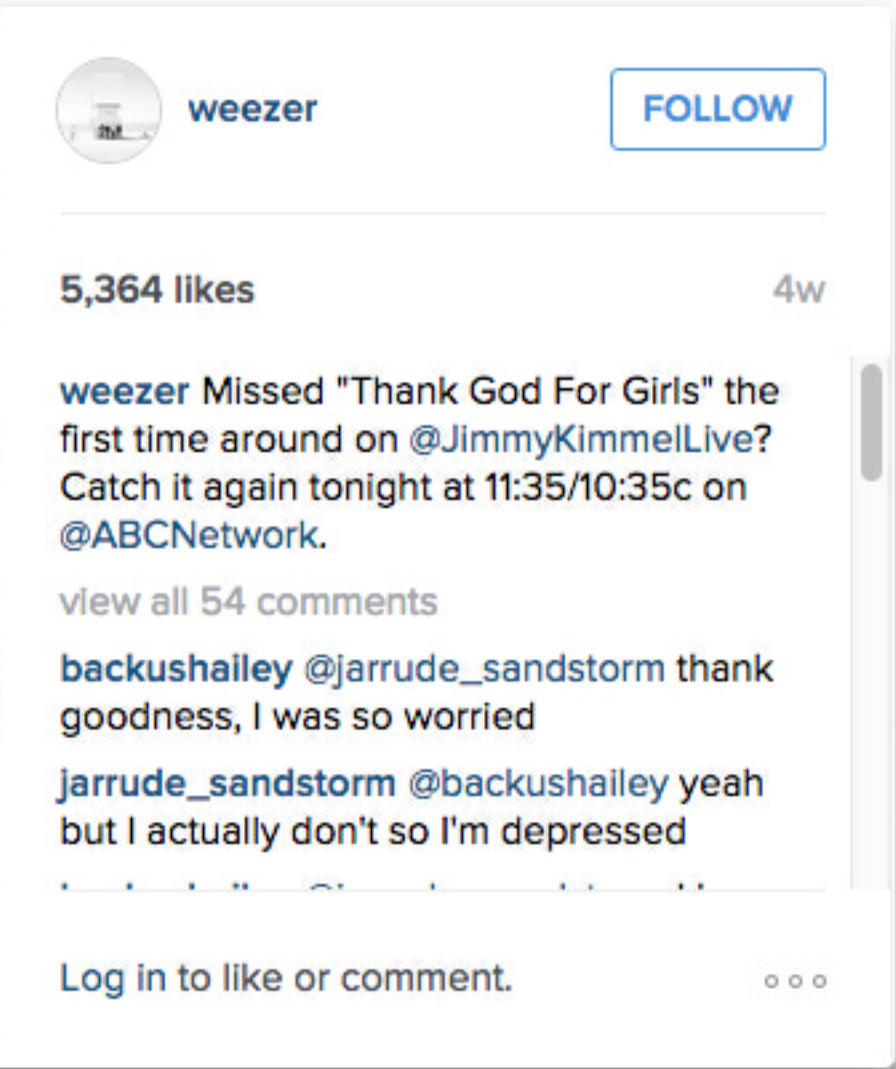 weezer
FOLLOW
5,364 likes
4w
weezer Missed "Thank God For Girls" the
first time around on @JimmyKimmelLive?
Catch it again tonight at 11:35/10:35c on
@ABCNetwork.
view all 54 comments
backushailey @jarrude_sandstorm thank
goodness, I was so worried
jarrude_sandstorm @backushailey yeah
but I actually don't so I'm depressed
Log in to like or comment.